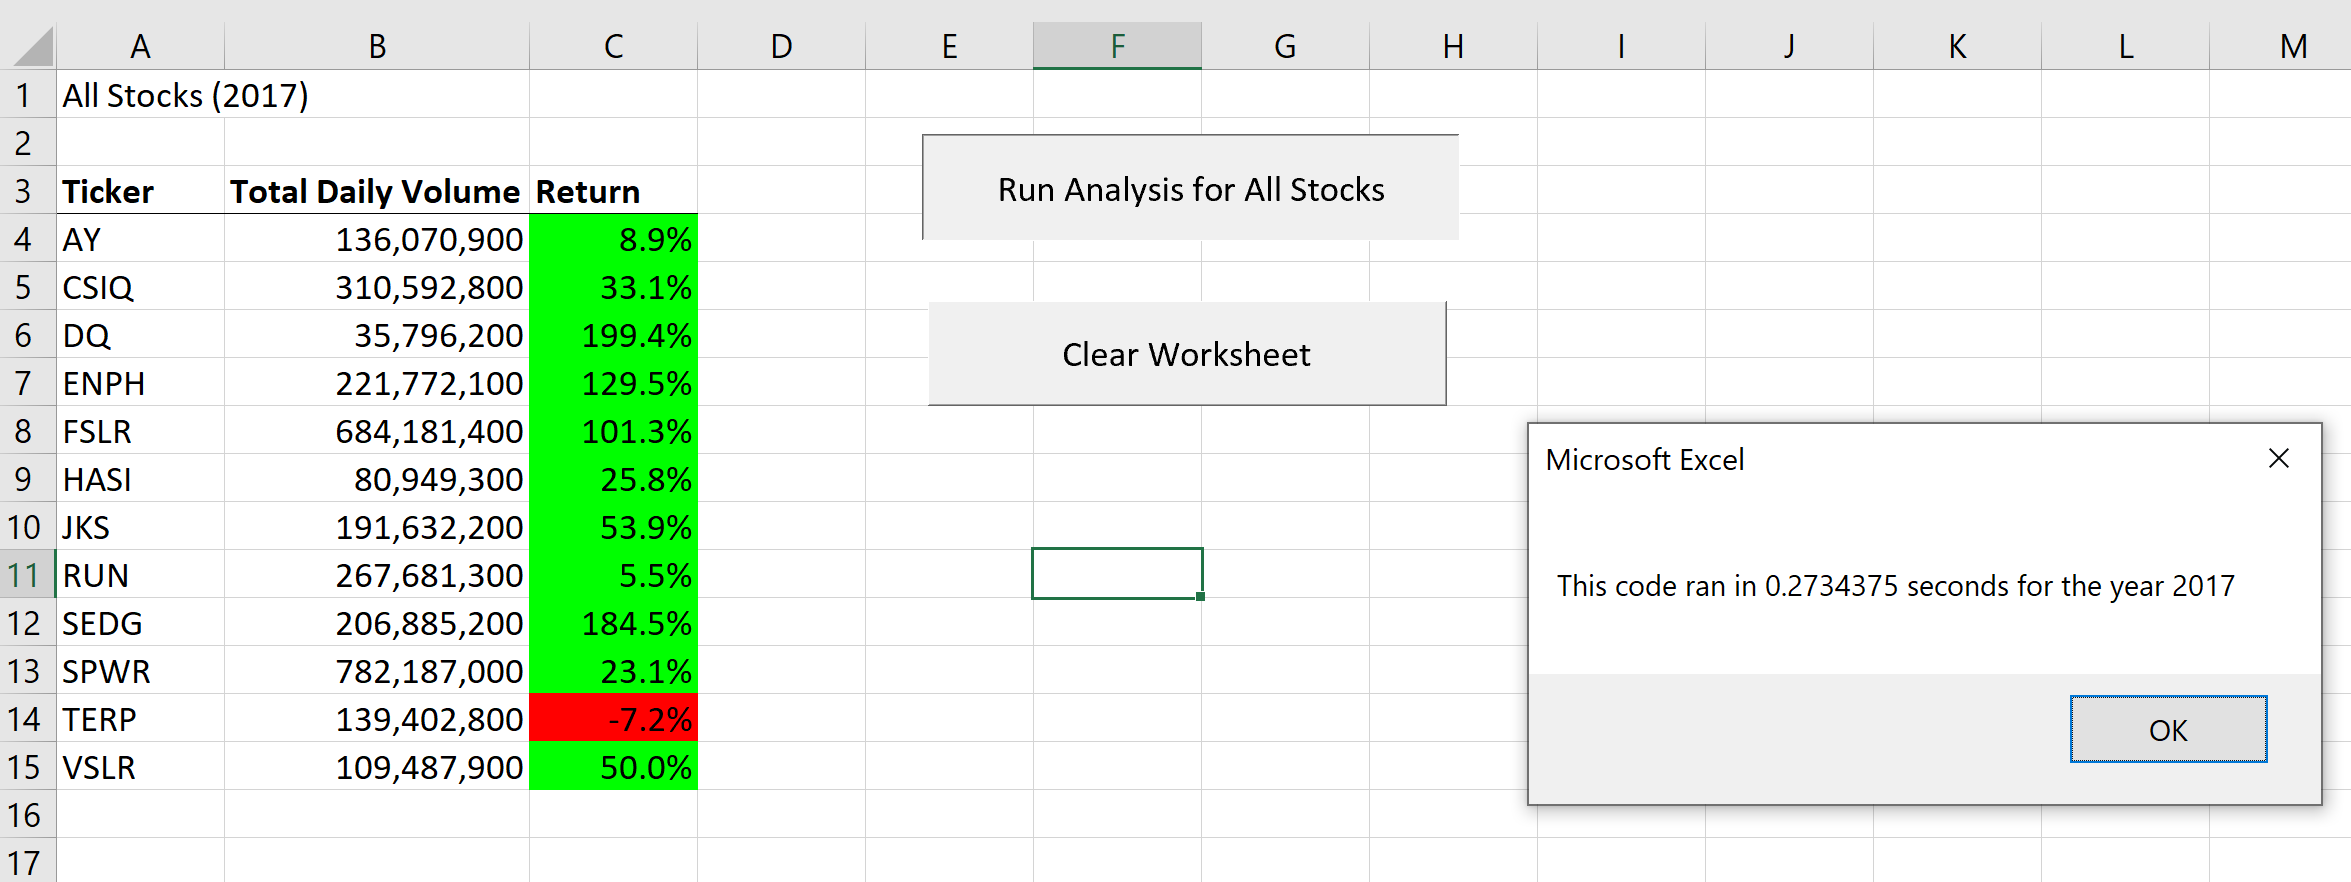 A B C D E F G H I J K L M
1 All Stocks (2017)
2
3 Ticker Total Daily Volume Return
4 AY 136,070,900 8.9%
5 CSIQ 310,592,800 33.1%
6 DQ 35,796,200 199.4%
7 ENPH 221,772,100 129.5%
8 FSLR 684,181,400 101.3%
9 HASI 80,949,300 25.8%
10 JKS 191,632,200 53.9%
11 RUN 267,681,300 5.5%
12 SEDG 206,885,200 184.5%
13 SPWR 782,187,000 23.1%
14 TERP 139,402,800 -7.2%
15 VSLR 109,487,900 50.0%
16
17
Run Analysis for All Stocks
Clear Worksheet
Microsoft Excel
This code ran in 0.2734375 seconds for the year 2017
OK